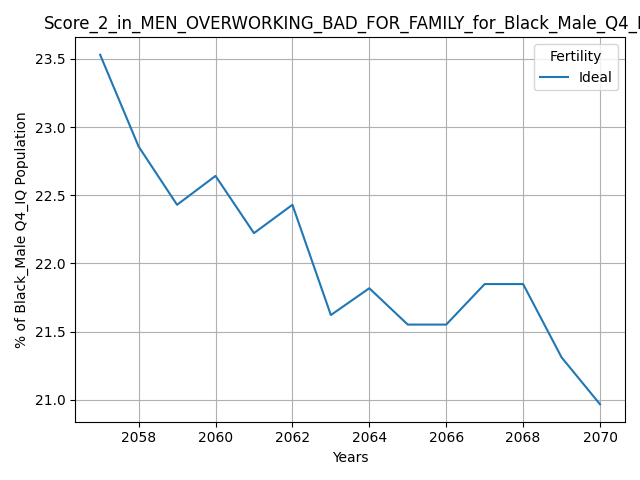 Score_2_in_MEN_OVERWORKING_BAD_FOR_FAMILY_for_Black_Male_Q4_I
Fertility
Ideal
% of Black_Male Q4_IQ Population
23.5
23.0
22.5
22.0
21.5
21.0
2058 2060 2062 2064 2066 2068 2070
Years